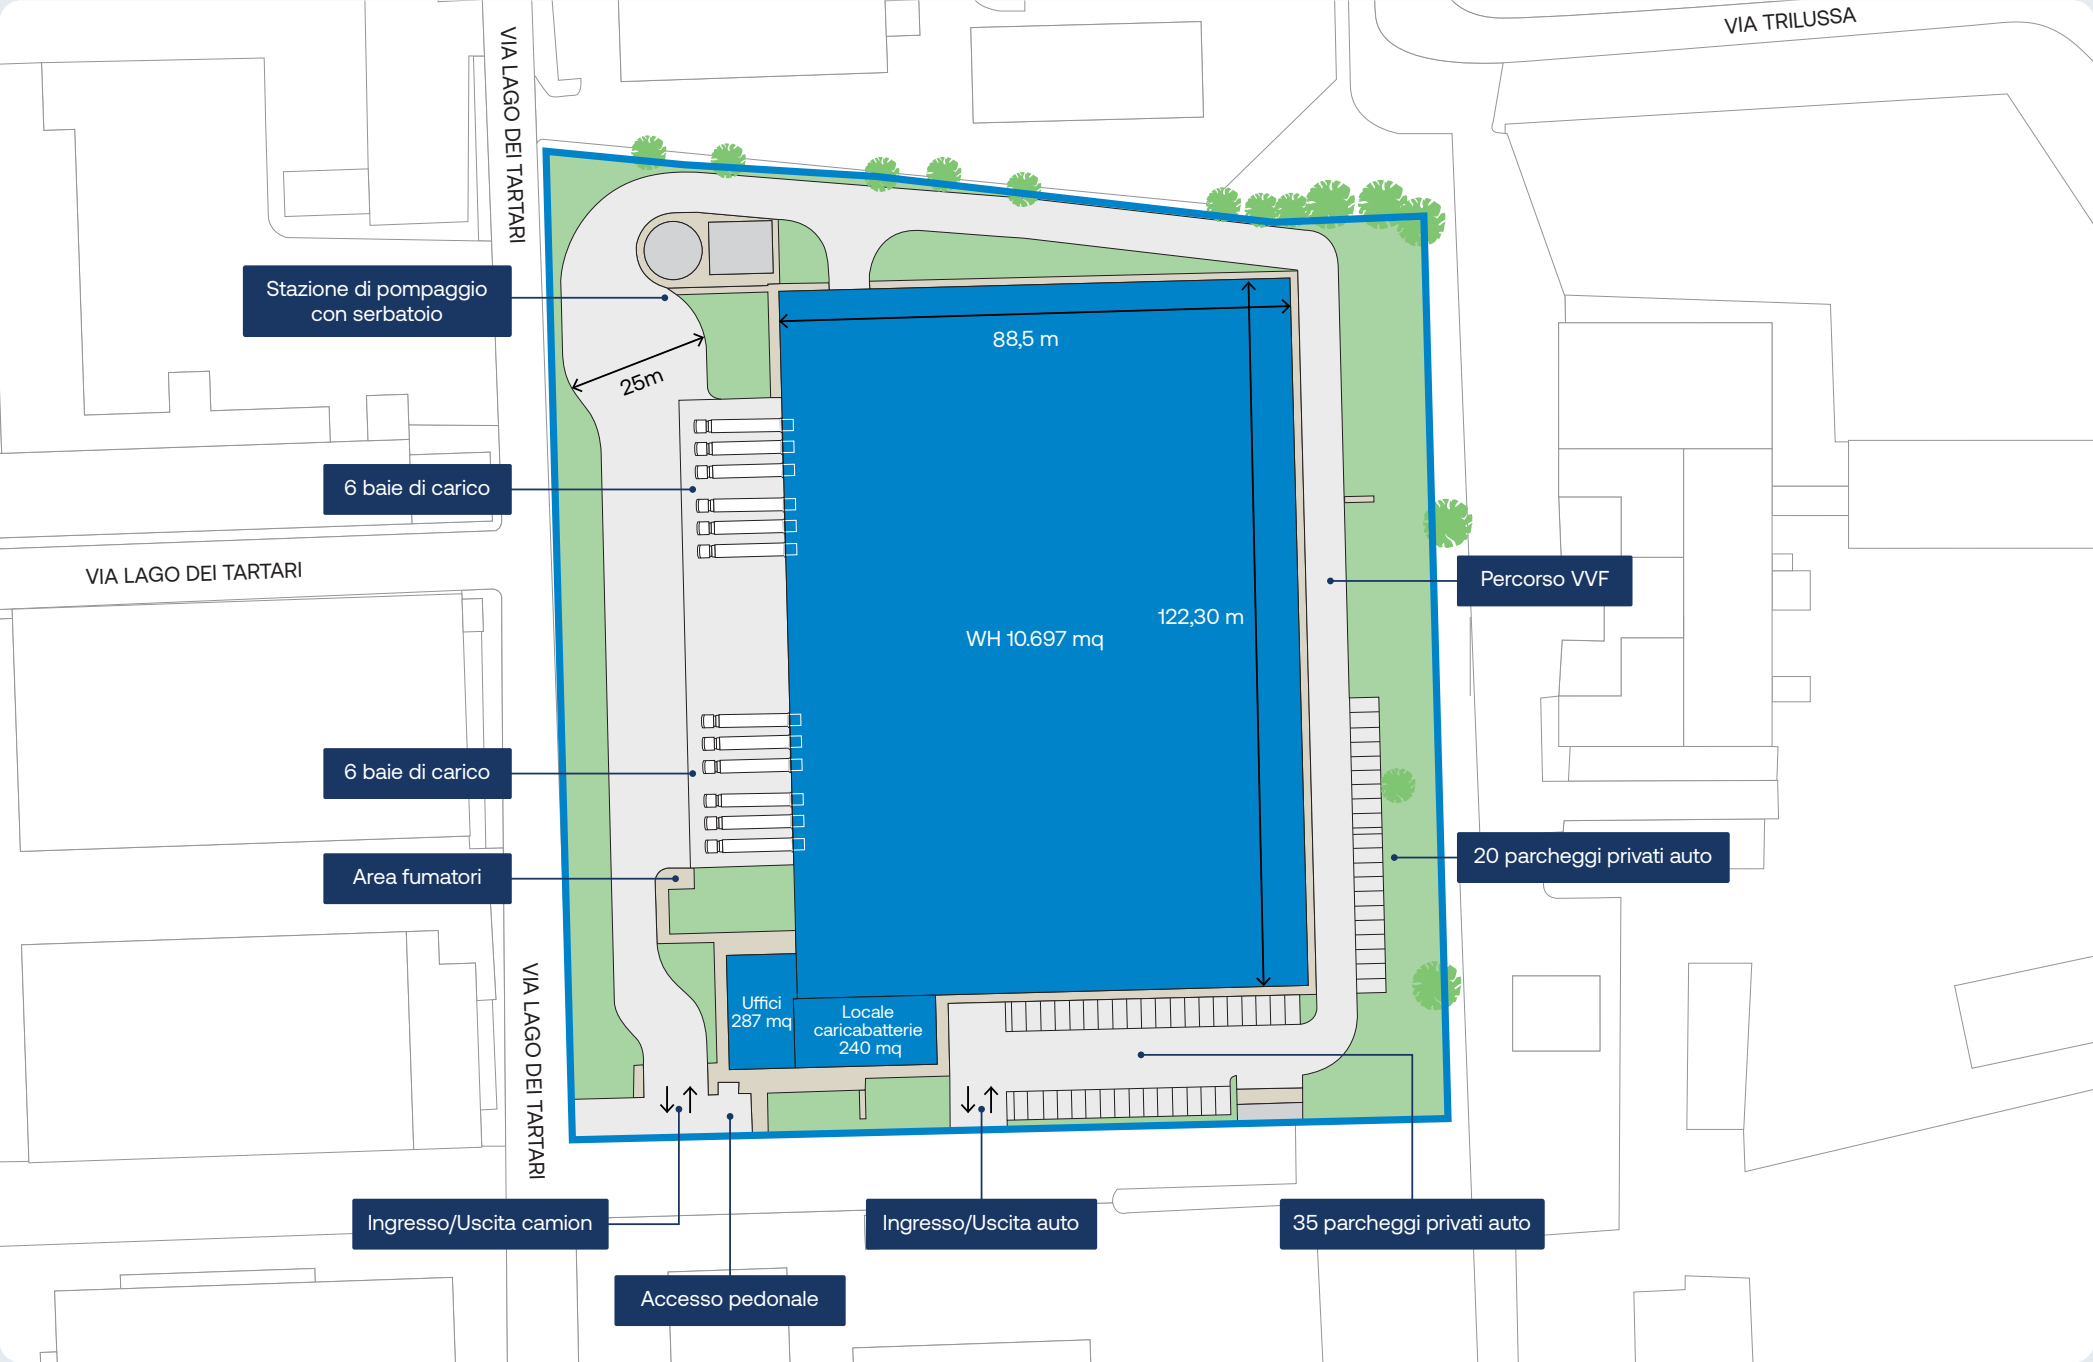 VIA TRILUSSA
VIA LAGO DEI TARTARI
Stazione di pompaggio
con serbatoio
88,5 m
25m
6 baie di carico
VIA LAGO DEI TARTARI
Percorso VVF
122,30 m
WH 10.697 mq
6 baie di carico
20 parcheggi privati auto
Area fumatori
VIA LAGO DEI TARTARI
Uffici
287 mq
Locale
caricabatterie
240 mq
Ingresso/Uscita camion
Ingresso/Uscita auto
35 parcheggi privati auto
Accesso pedonale